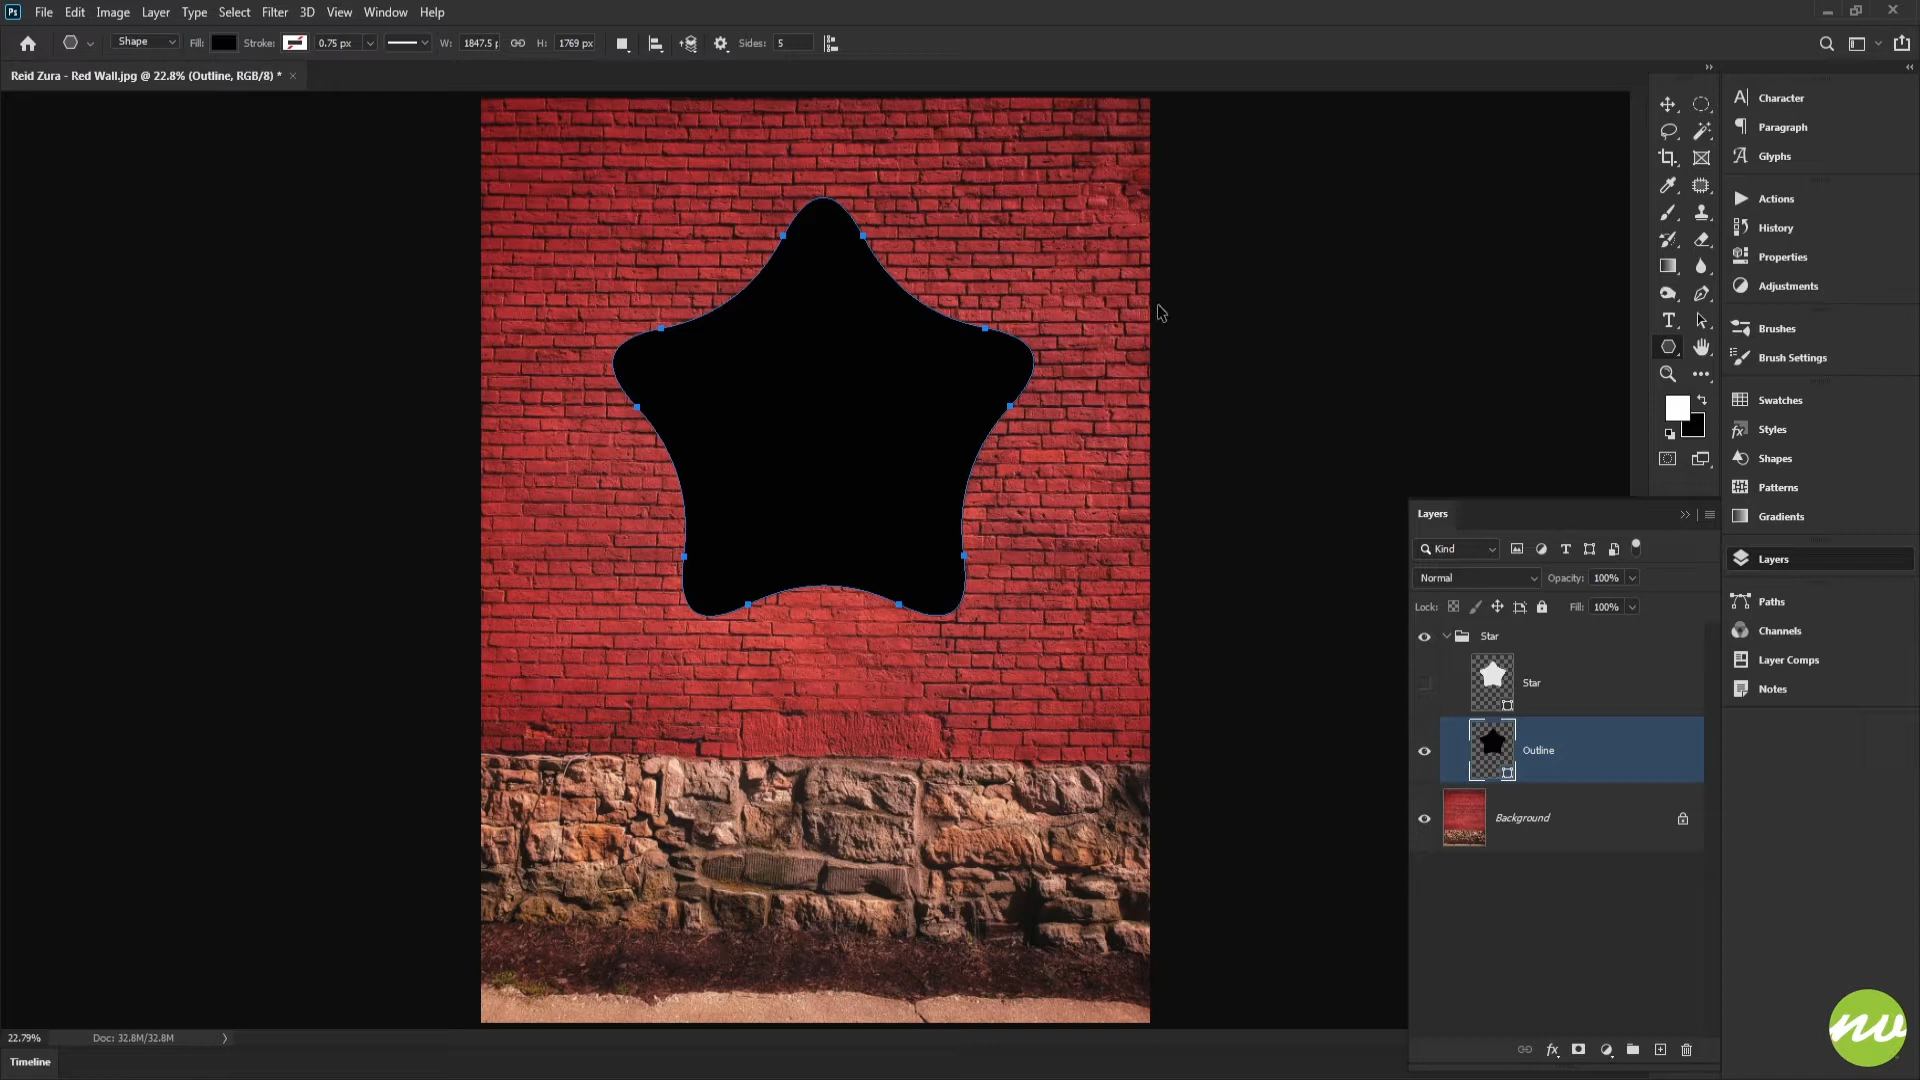 Ps File Edit Image Layer Type Select Filter 3D View Window Help
Shape Fill: Stroke: 0.75 px W: 1847.5 p H: 1769 px Sides: 5
Reid Zura - Red Wall.jpg @ 22.8% (Outline, RGB/8) * ×
Character
Paragraph
Glyphs
Actions
History
Properties
Adjustments
Brushes
Brush Settings
Swatches
Styles
Shapes
Patterns
Gradients
Layers
Paths
Channels
Layer Comps
Notes
Layers
Kind
Normal Opacity: 100%
Lock: Fill: 100%
Star
Star
Outline
Background
fx
22.79% Doc: 32.8M/32.8M
Timeline
nv